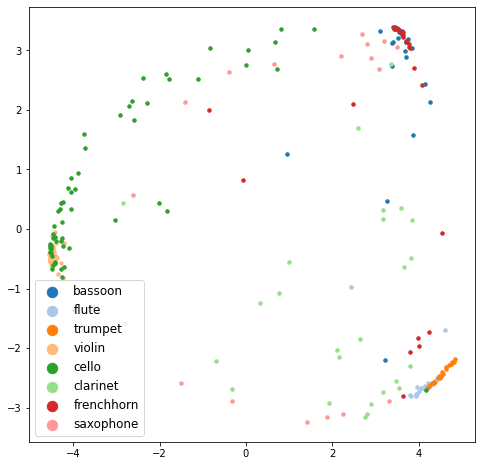 3
2
1
0
−1
−2
−3
−4
−2
0
2
4
bassoon
flute
trumpet
violin
cello
clarinet
frenchhorn
saxophone